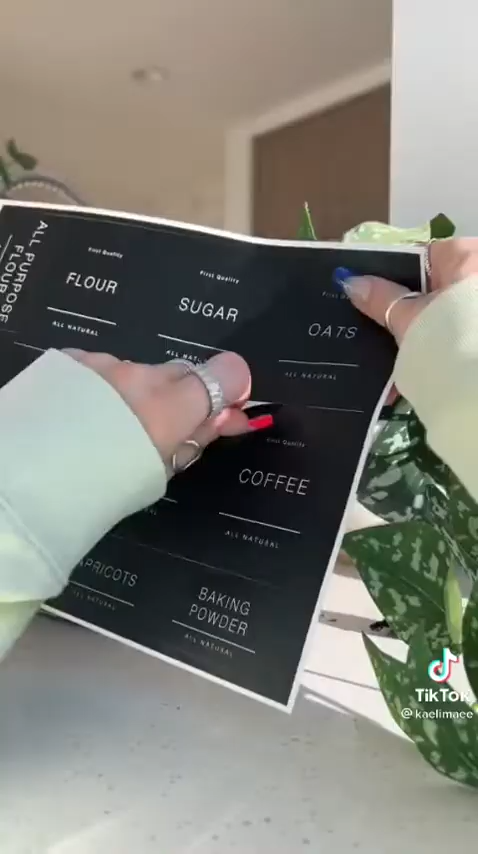 ALL PURPOSE
FLOUR
First Quality
FLOUR
ALL NATURAL
First Quality
SUGAR
ALL NATURAL
OATS
ALL NATURAL
First Quality
COFFEE
ALL NATURAL
APRICOTS
ALL NATURAL
BAKING
POWDER
ALL NATURAL
TikTok
@kaelimaee